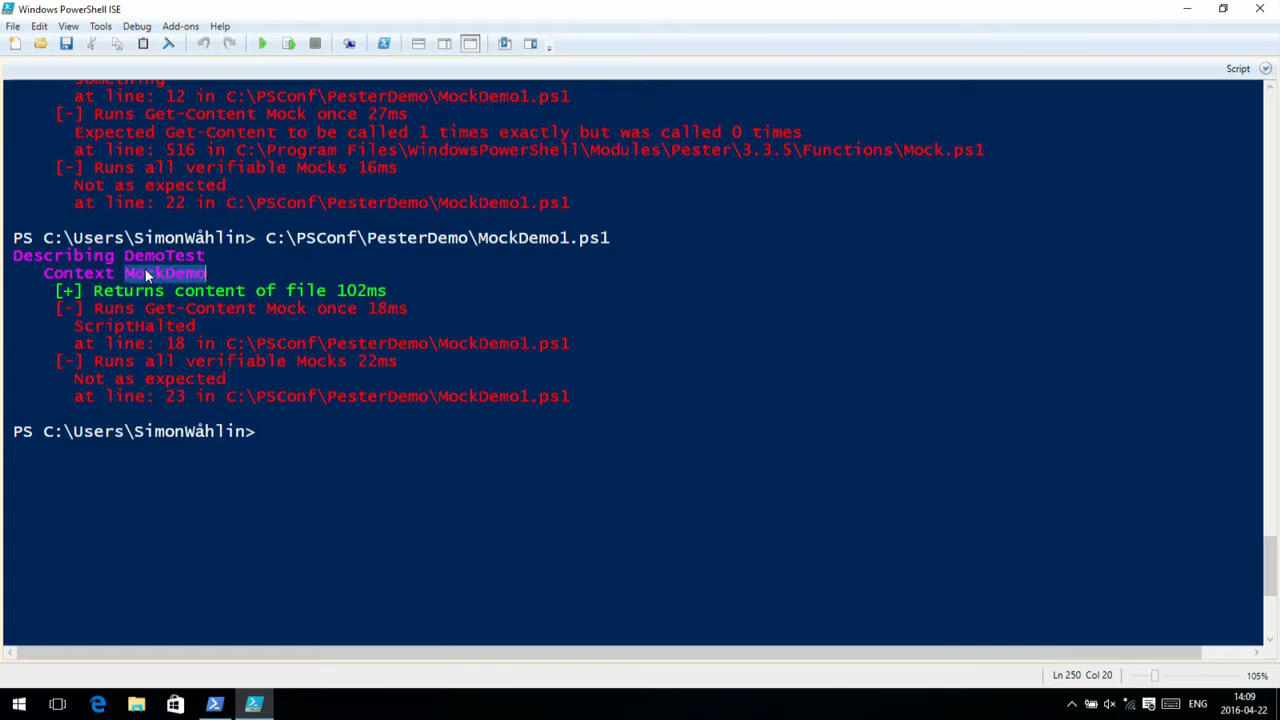 Windows PowerShell ISE
File Edit View Tools Debug Add-ons Help
Script
Something
at line: 12 in C:\PSConf\PesterDemo\MockDemo1.ps1
[-] Runs Get-Content Mock once 27ms
Expected Get-Content to be called 1 times exactly but was called 0 times
at line: 516 in C:\Program Files\WindowsPowerShell\Modules\Pester\3.3.5\Functions\Mock.ps1
[-] Runs all verifiable Mocks 16ms
Not as expected
at line: 22 in C:\PSConf\PesterDemo\MockDemo1.ps1
PS C:\Users\SimonWåhlin> C:\PSConf\PesterDemo\MockDemo1.ps1
Describing DemoTest
Context MockDemo
[+] Returns content of file 102ms
[-] Runs Get-Content Mock once 18ms
ScriptHalted
at line: 18 in C:\PSConf\PesterDemo\MockDemo1.ps1
[-] Runs all verifiable Mocks 22ms
Not as expected
at line: 23 in C:\PSConf\PesterDemo\MockDemo1.ps1
PS C:\Users\SimonWåhlin>
Ln 250 Col 20
105%
ENG
14:09
2016-04-22